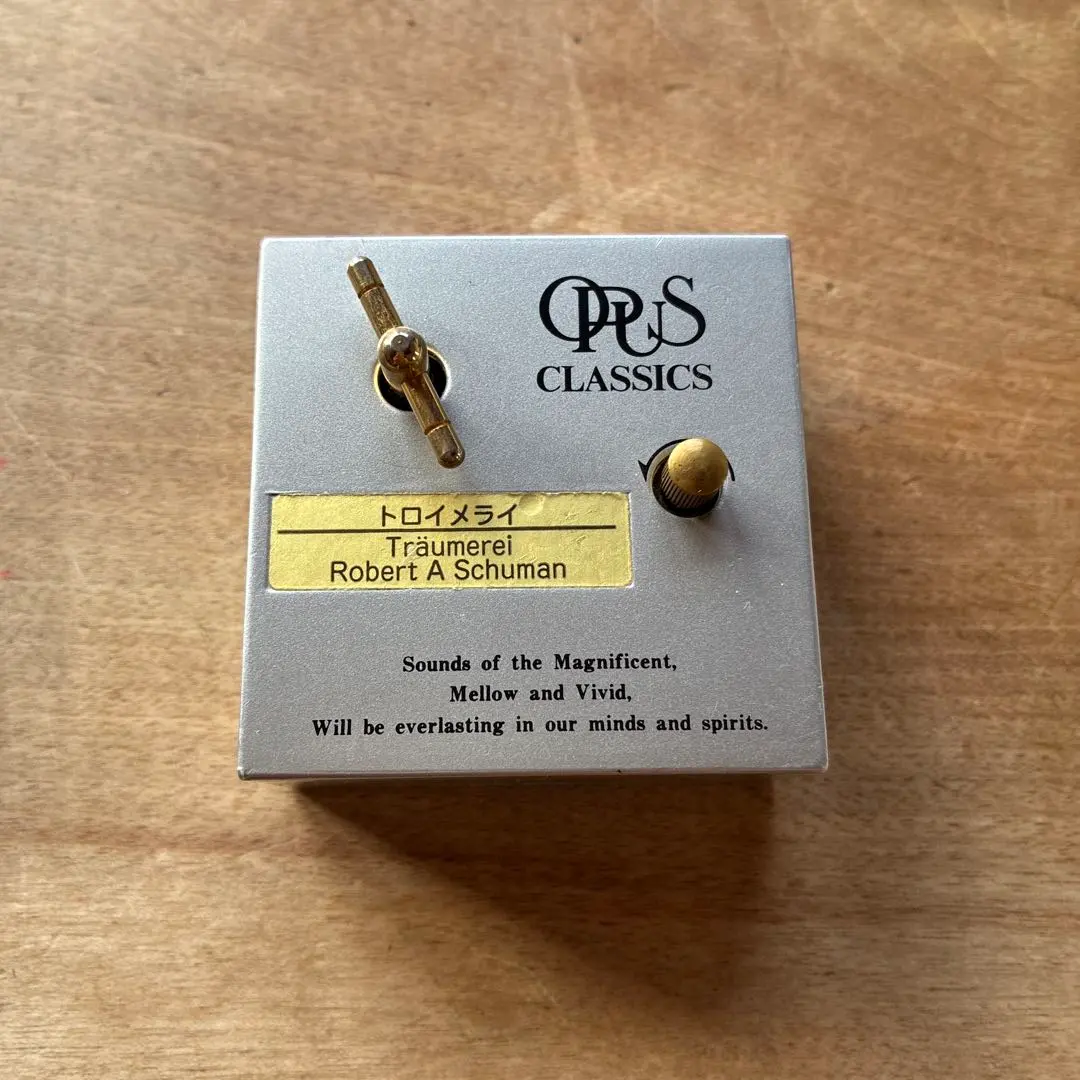 OPUS
CLASSICS
トロイメライ
Träumerei
Robert A Schuman
Sounds of the Magnificent,
Mellow and Vivid,
Will be everlasting in our minds and spirits.